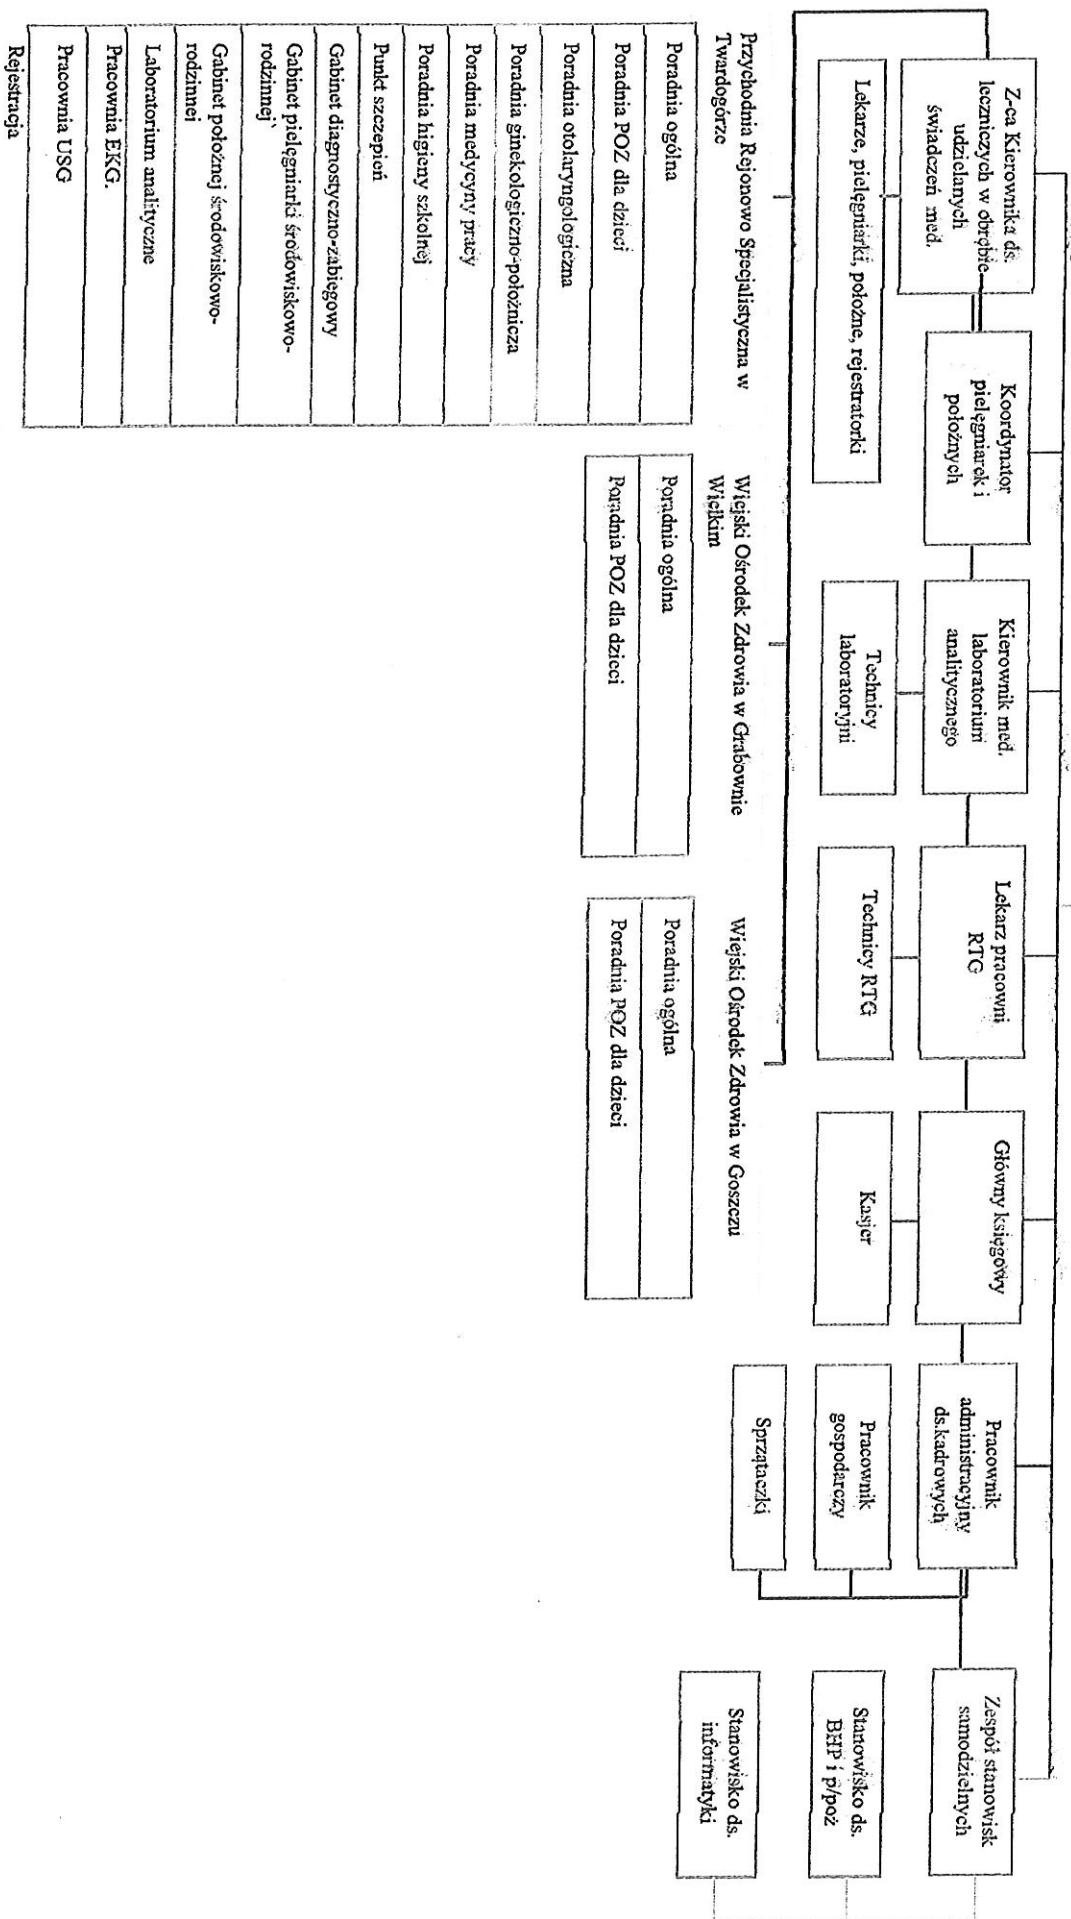 Z-ca Kierownika ds.
leczniczych w obrębie
udzielanych
świadczeń med.
Koordynator
pielęgniarek i
położnych
Kierownik med.
laboratorium
analitycznego
Lekarz pracowni
RTG
Główny księgowy
Pracownik
administracyjny
ds.kadrowych
Zespół stanowisk
samodzielnych
Lekarze, pielęgniarki, położne, rejestratorki
Technicy
laboratoryjni
Technicy RTG
Kasjer
Pracownik
gospodarczy
Stanowisko ds.
BHP i p/poż
Sprzątaczki
Stanowisko ds.
informatyki
Przychodnia Rejonowo Specjalistyczna w
Twardogórze
Poradnia ogólna
Poradnia POZ dla dzieci
Poradnia otolaryngologiczna
Poradnia ginekologiczno-położnicza
Poradnia medycyny pracy
Poradnia higieny szkolnej
Punkt szczepień
Gabinet diagnostyczno-zabiegowy
Gabinet pielęgniarki środowiskowo-
rodzinnej
Gabinet położnej środowiskowo-
rodzinnej
Laboratorium analityczne
Pracownia EKG.
Pracownia USG
Rejestracja
Wiejski Ośrodek Zdrowia w Grabownie
Wielkim
Poradnia ogólna
Poradnia POZ dla dzieci
Wiejski Ośrodek Zdrowia w Goszczu
Poradnia ogólna
Poradnia POZ dla dzieci